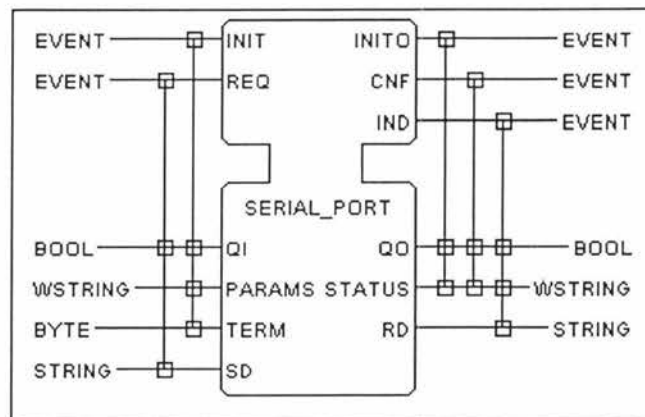 EVENT INIT INITO EVENT
EVENT REQ CNF EVENT
IND EVENT
SERIAL_PORT
BOOL QI QO BOOL
WSTRING PARAMS STATUS WSTRING
BYTE TERM RD STRING
STRING SD